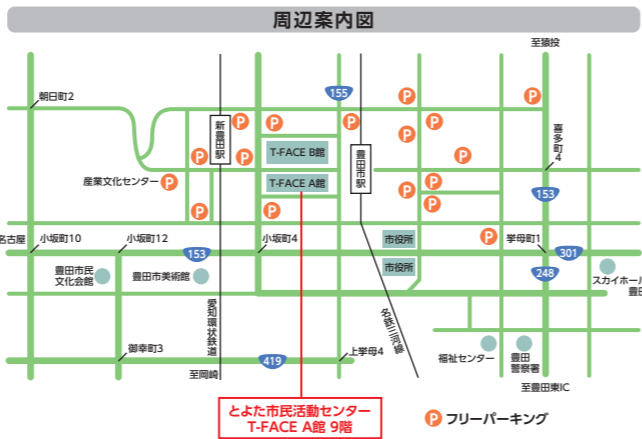 周辺案内図
至猿投
朝日町2
155
P
P
新豊田駅
P
P
P
P
P
豊田市駅
喜多町4
T-FACE B館
P
P
P
産業文化センター
P
T-FACE A館
P
P
153
P
P
P
名古屋
小坂町10
小坂町12
153
小坂町4
市役所
P
挙母町1
301
豊田市民
文化会館
豊田市美術館
市役所
248
スカイホール
豊田
愛知環状鉄道
名鉄三河線
御幸町3
419
上挙母4
福祉センター
豊田
警察署
至岡崎
至豊田東IC
とよた市民活動センター
T-FACE A館 9階
P フリーパーキング